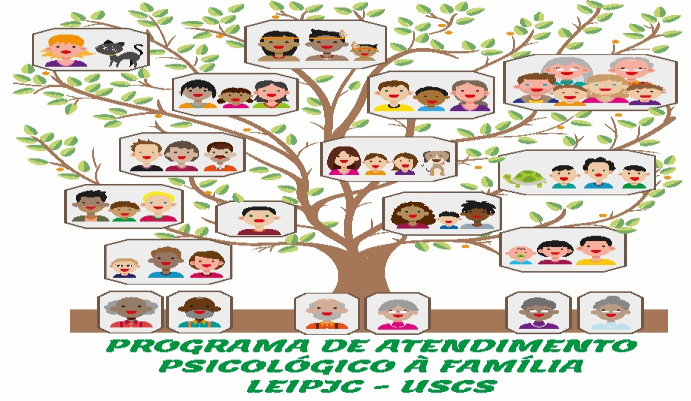 PROGRAMA DE ATENDIMENTO
PSICOLÓGICO À FAMÍLIA
LEIPJC - USCS